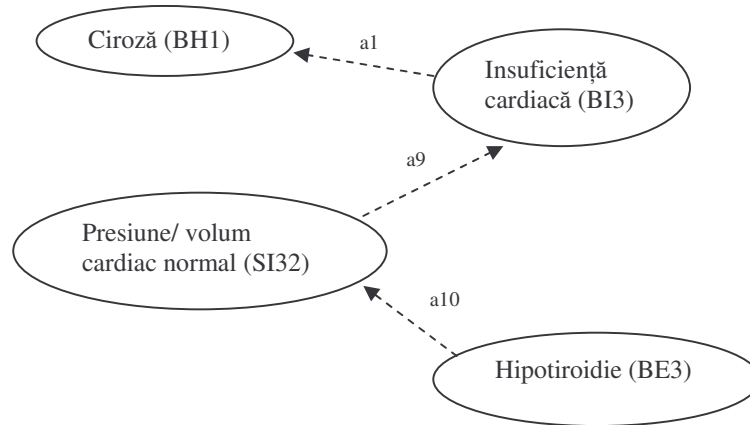 Ciroză (BH1)
a1
Insuficiență
cardiacă (BI3)
a9
Presiune/ volum
cardiac normal (SI32)
a10
Hipotiroidie (BE3)